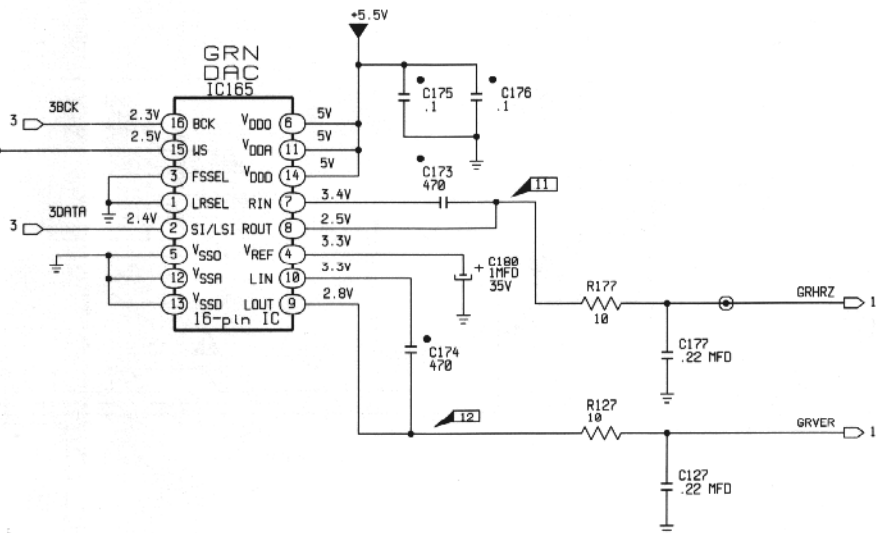 +5.5V
GRN
DAC
IC165
C175
.1
C176
.1
3 3BCK 2.3V 16 BCK
VDDO 6 5V
2.5V 15 WS
VDDA 11 5V
3 FSSEL
VDDD 14 5V
C173
470
11
1 LRSEL
RIN 7 3.4V
3 3DATA 2.4V 2 SI/LSI
ROUT 8 2.5V
5 VSSO
VREF 4 3.3V
+ C180
1MFD
35V
12 VSSA
LIN 10 3.3V
13 VSSD
LOUT 9 2.8V
16-pin IC
R177
10
GRHRZ 1
C174
470
C177
.22 MFD
12
R127
10
GRVER 1
C127
.22 MFD